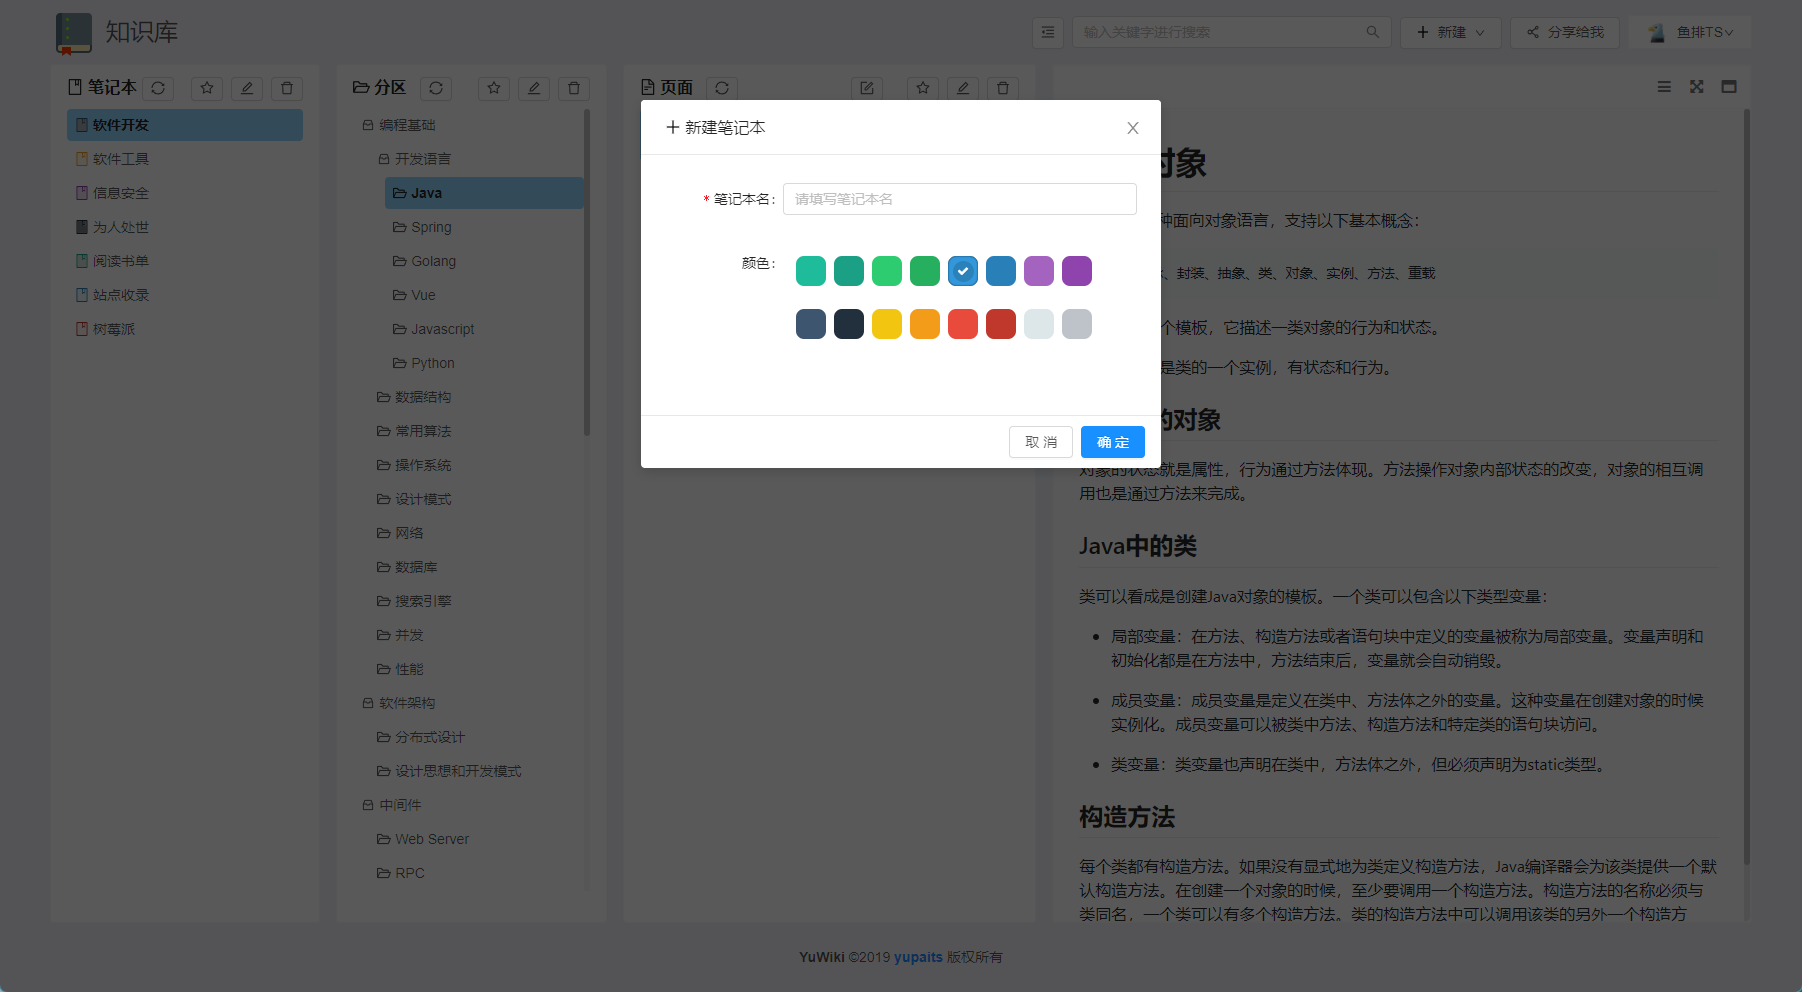 知识库
输入关键字进行搜索
新建
分享给我
鱼排TS
笔记本
软件开发
软件工具
信息安全
为人处世
阅读书单
站点收录
树莓派
分区
编程基础
开发语言
Java
Spring
Golang
Vue
Javascript
Python
数据结构
常用算法
操作系统
设计模式
网络
数据库
搜索引擎
并发
性能
软件架构
分布式设计
设计思想和开发模式
中间件
Web Server
RPC
页面
新建笔记本
* 笔记本名:
请填写笔记本名
颜色:
取 消
确 定
对象
种面向对象语言，支持以下基本概念：
、封装、抽象、类、对象、实例、方法、重载
个模板，它描述一类对象的行为和状态。
是类的一个实例，有状态和行为。
的对象
对象的状态就是属性，行为通过方法体现。方法操作对象内部状态的改变，对象的相互调
用也是通过方法来完成。
Java中的类
类可以看成是创建Java对象的模板。一个类可以包含以下类型变量：
局部变量：在方法、构造方法或者语句块中定义的变量被称为局部变量。变量声明和
初始化都是在方法中，方法结束后，变量就会自动销毁。
成员变量：成员变量是定义在类中、方法体之外的变量。这种变量在创建对象的时候
实例化。成员变量可以被类中方法、构造方法和特定类的语句块访问。
类变量：类变量也声明在类中，方法体之外，但必须声明为static类型。
构造方法
每个类都有构造方法。如果没有显式地为类定义构造方法，Java编译器会为该类提供一个默
认构造方法。在创建一个对象的时候，至少要调用一个构造方法。构造方法的名称必须与
类同名，一个类可以有多个构造方法。类的构造方法中可以调用该类的另外一个构造方
YuWiki ©2019 yupaits 版权所有